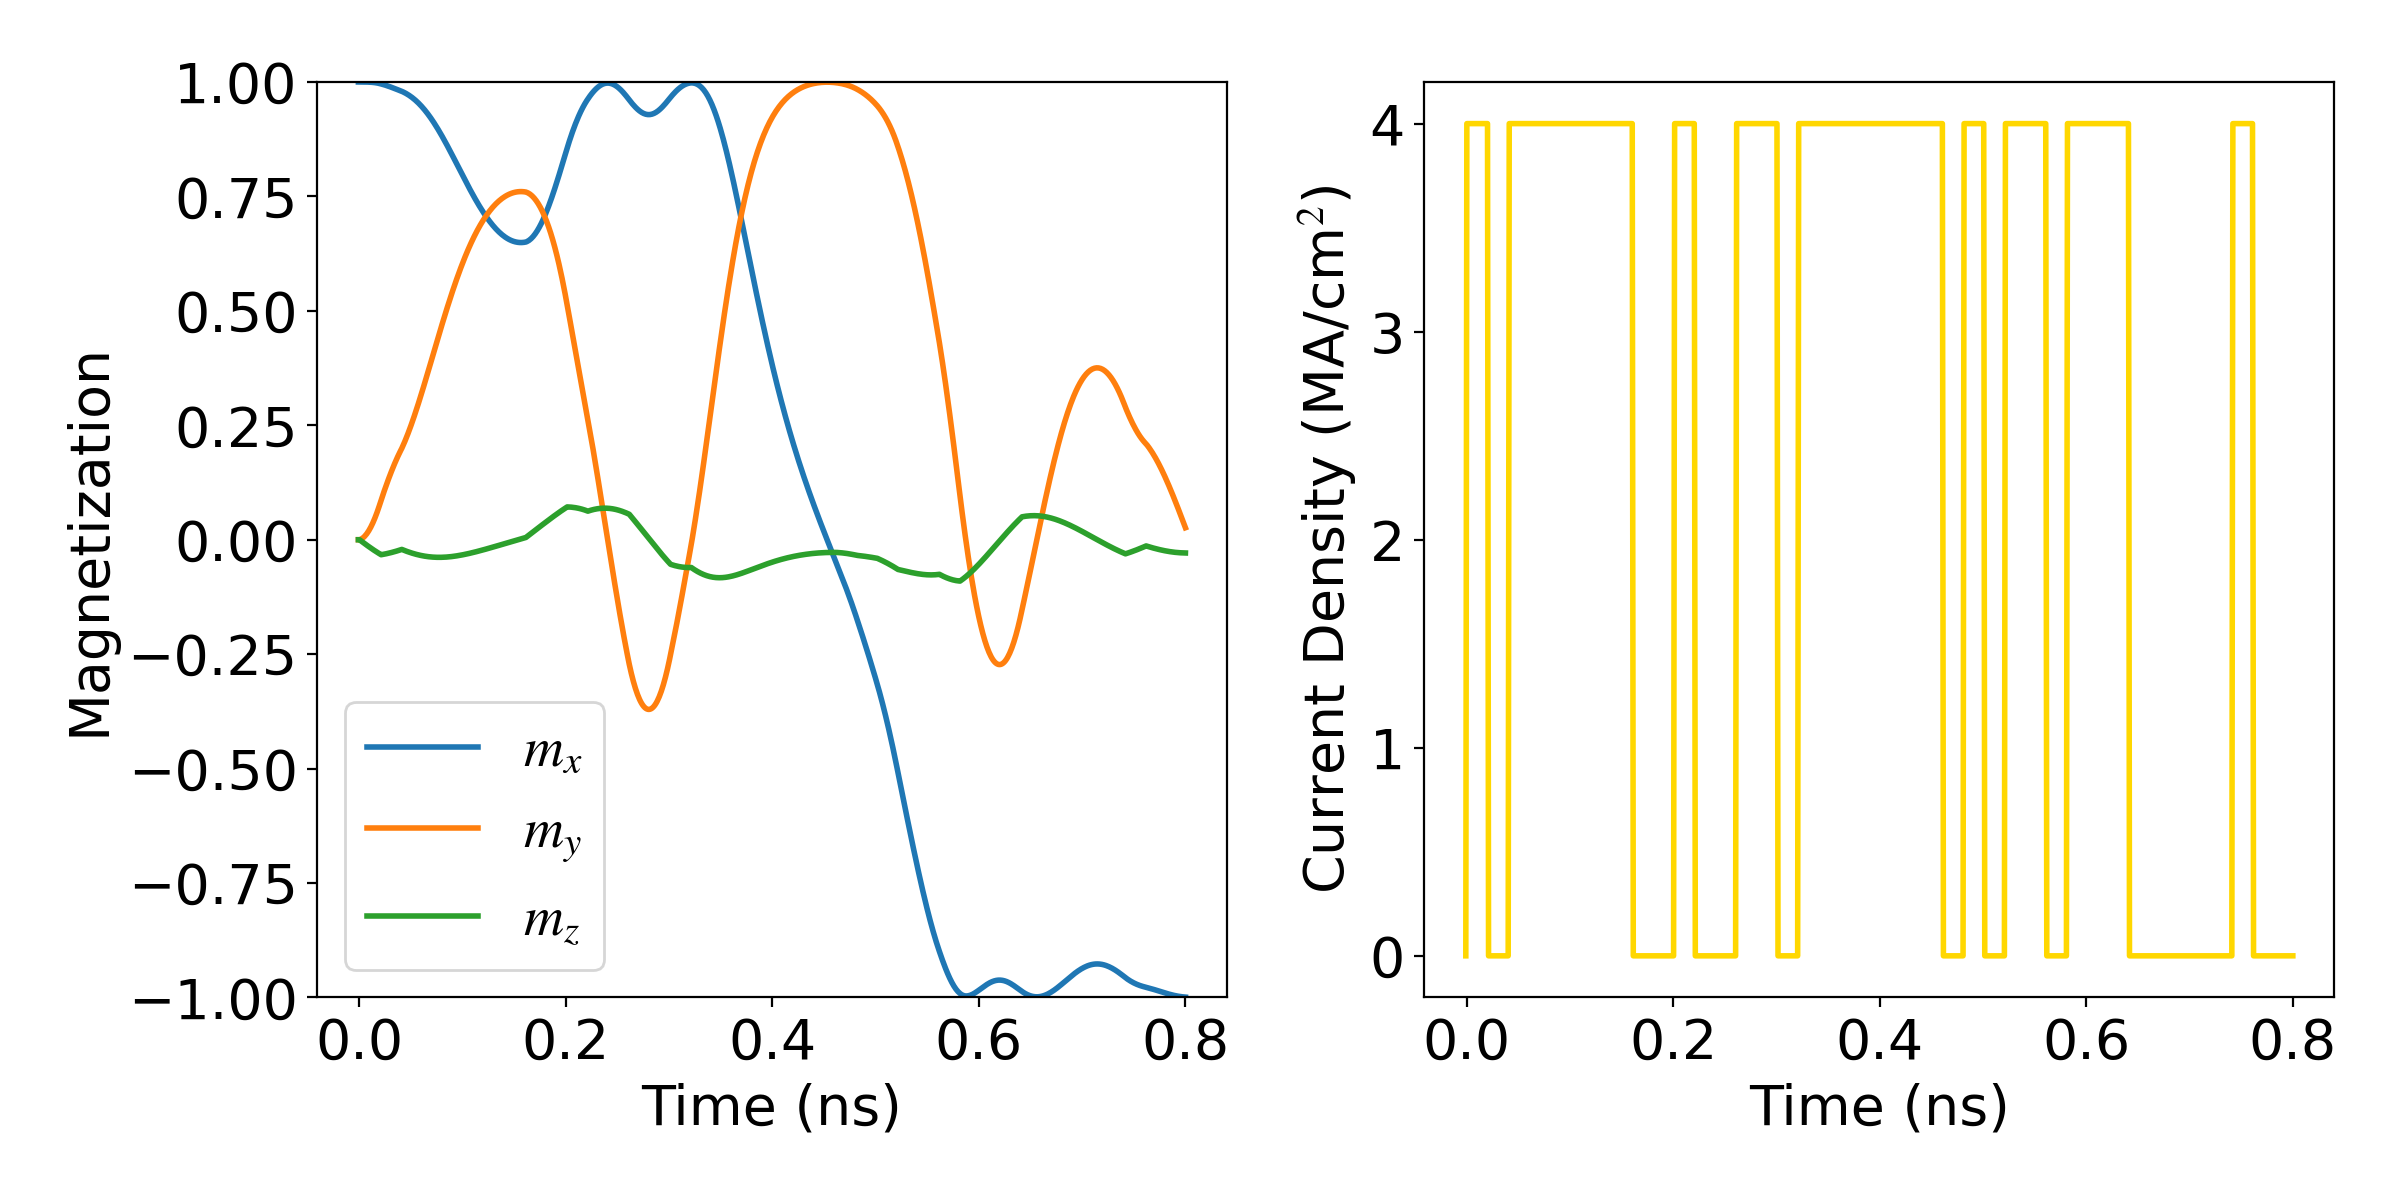 Magnetization
1.00
0.75
0.50
0.25
0.00
−0.25
−0.50
−0.75
−1.00
0.0 0.2 0.4 0.6 0.8
Time (ns)
m_x
m_y
m_z
Current Density (MA/cm²)
4
3
2
1
0
0.0 0.2 0.4 0.6 0.8
Time (ns)